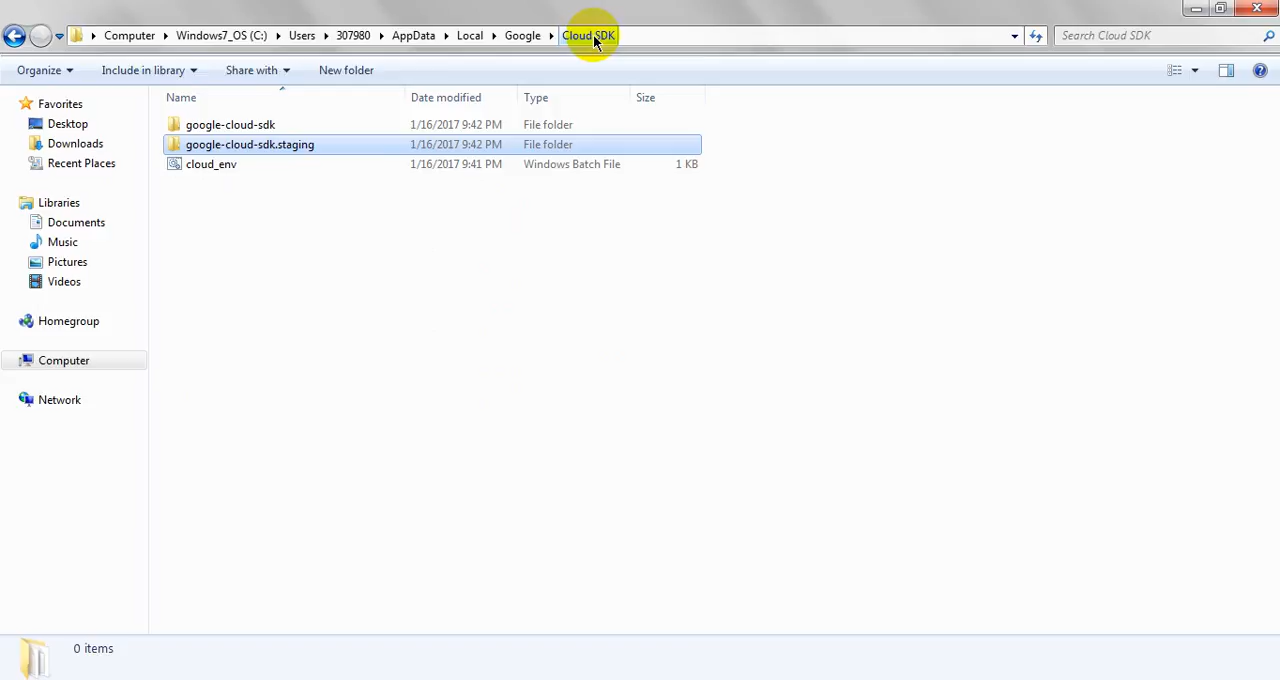 Computer Windows7_OS (C:) Users 307980 AppData Local Google Cloud SDK Search Cloud SDK
Organize Include in library Share with New folder
Name Date modified Type Size
Favorites
Desktop
Downloads
Recent Places
Libraries
Documents
Music
Pictures
Videos
Homegroup
Computer
Network
google-cloud-sdk 1/16/2017 9:42 PM File folder
google-cloud-sdk.staging 1/16/2017 9:42 PM File folder
cloud_env 1/16/2017 9:41 PM Windows Batch File 1 KB
0 items